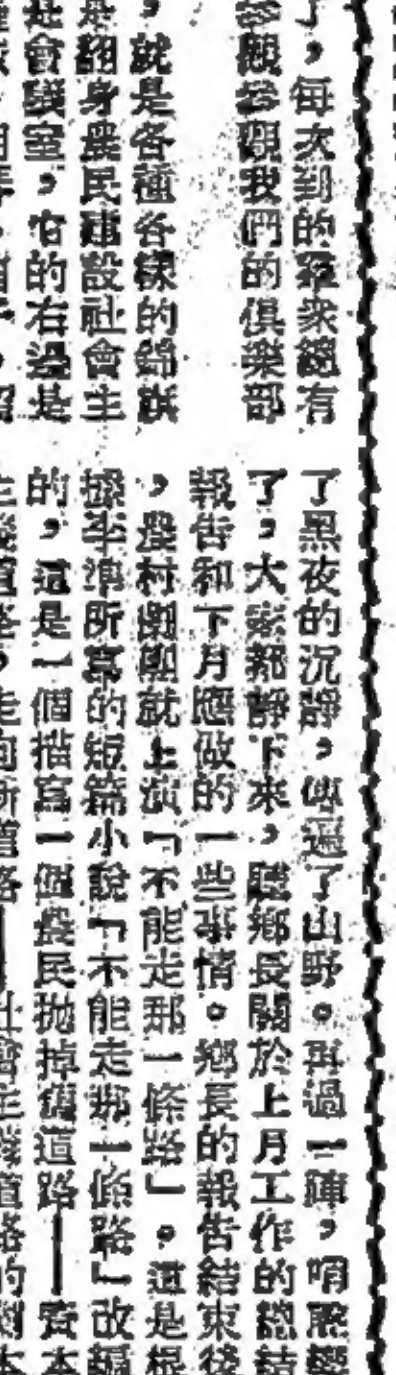 了,每次到的羣衆總有
參觀參觀我們的俱樂部
,就是各種各樣的錦旗
是翻身農民建設社會主
是會議室,它的右邊是
了黑夜的沉靜,傳遍了山野。再過一陣,哨聲響
了,大家都靜下來,聽鄉長關於上月工作的總結
報告和下月應做的一些事情。鄉長的報告結束後
,農村劇團就上演「不能走那一條路」。這是根
據李準所寫的短篇小說「不能走那一條路」改編
的,這是一個描寫一個農民拋掉舊道路——資本
主義道路,走向新道路——社會主義道路的劇本